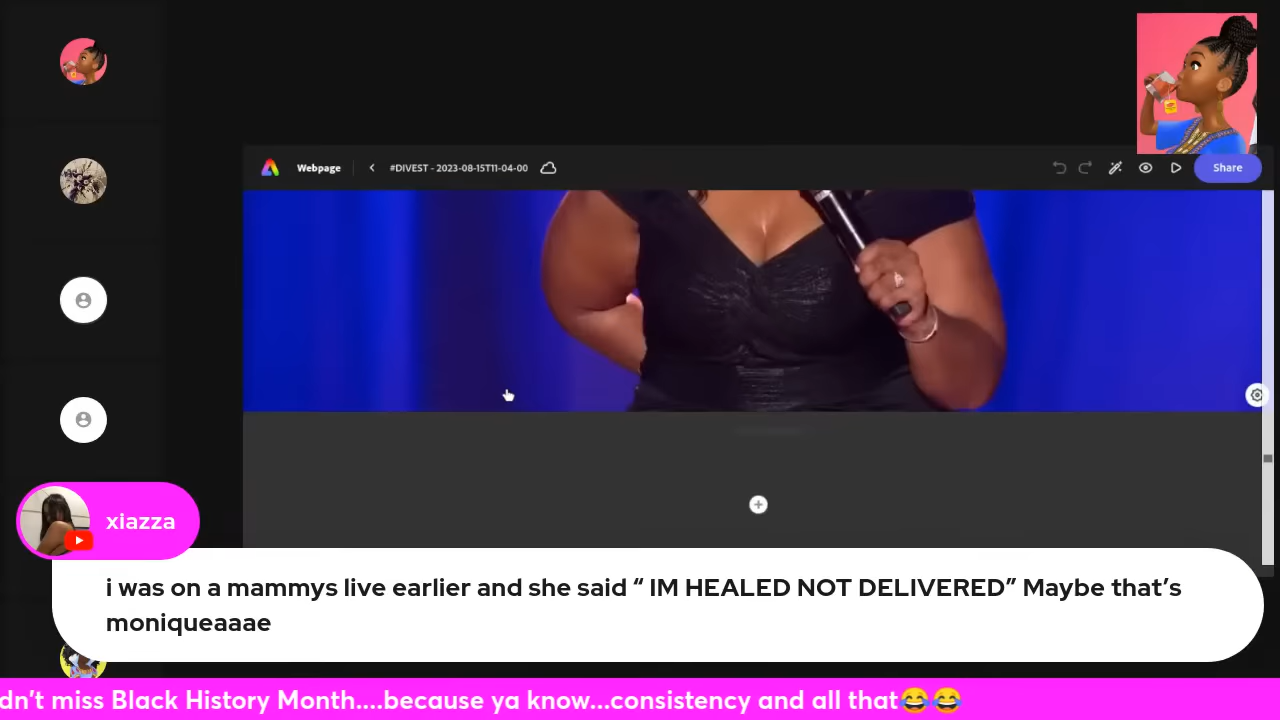 Webpage
#DIVEST - 2023-08-15T11-04-00
Share
xiazza
i was on a mammys live earlier and she said “ IM HEALED NOT DELIVERED” Maybe that’s
moniqueaaae
dn’t miss Black History Month....because ya know...consistency and all that😂😂